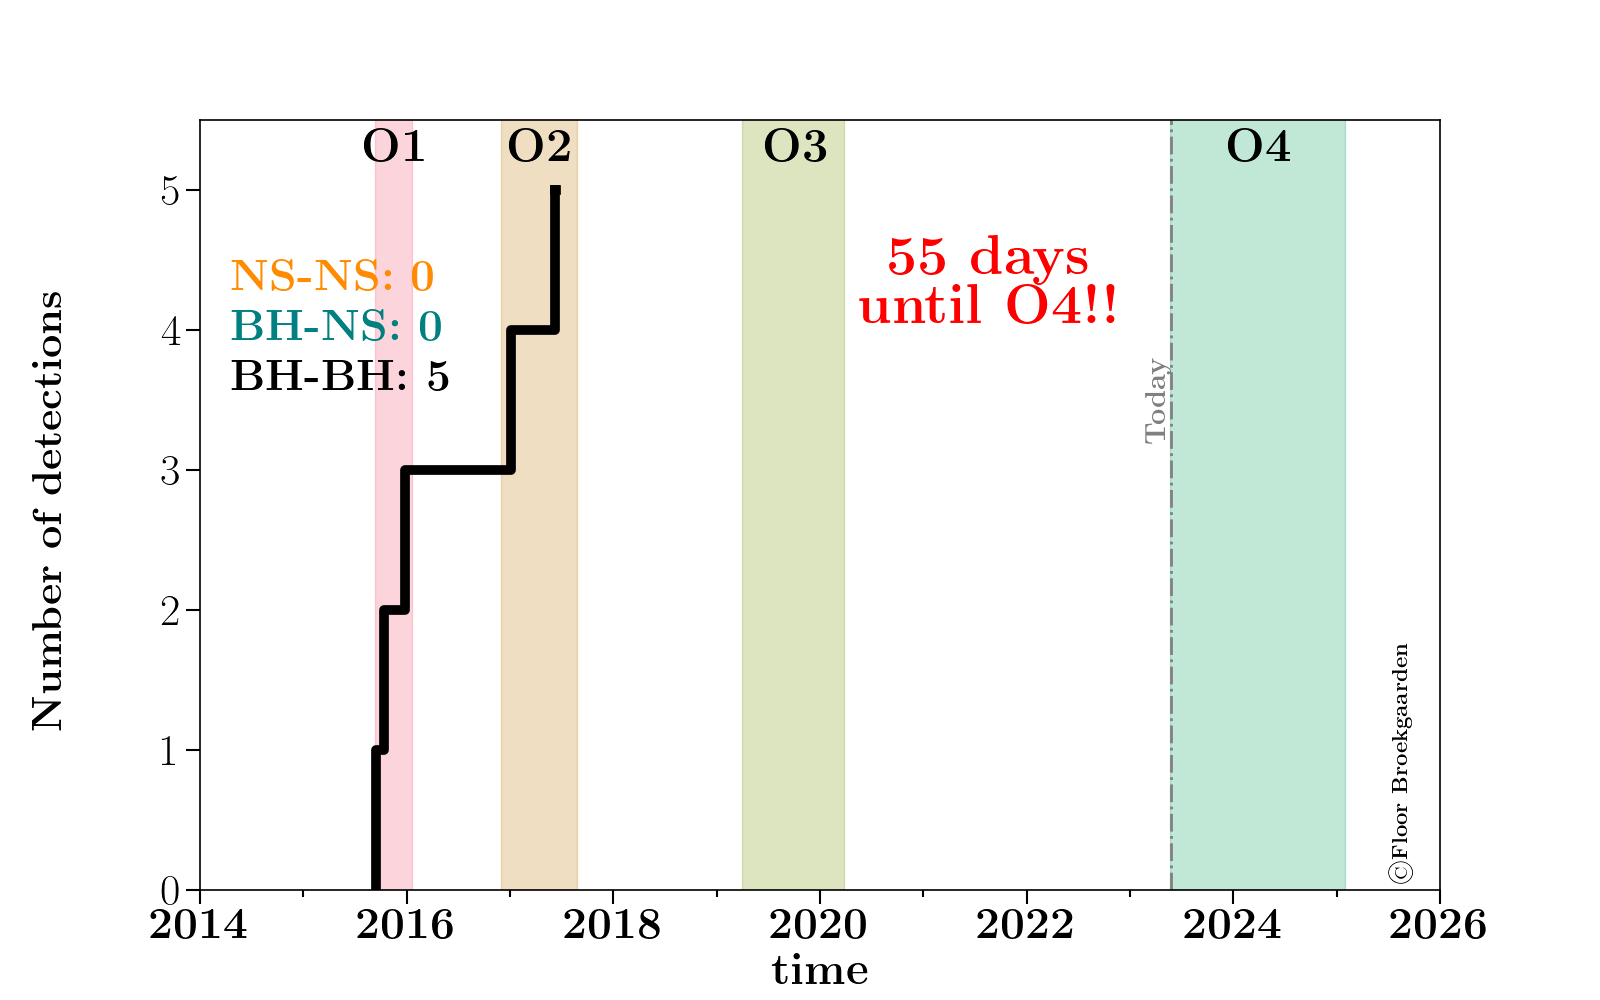 O1 O2 O3 O4
5
4
3
2
1
0
NS-NS: 0
BH-NS: 0
BH-BH: 5
55 days
until O4!!
Today
©Floor Broekgaarden
Number of detections
2014 2016 2018 2020 2022 2024 2026
time